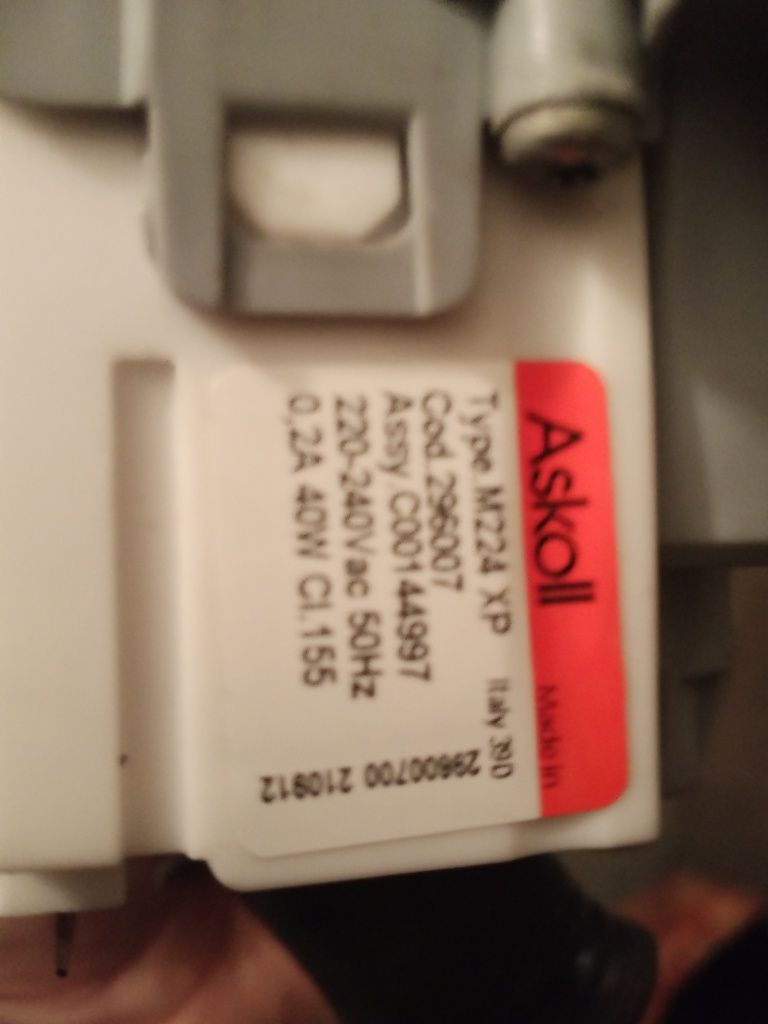 Askoll
Made in
Type. M224 XP Italy 39D
Cod. 296007
Assy. C00144997
220-240Vac 50Hz
0,2A 40W Cl.155
29600700 210912